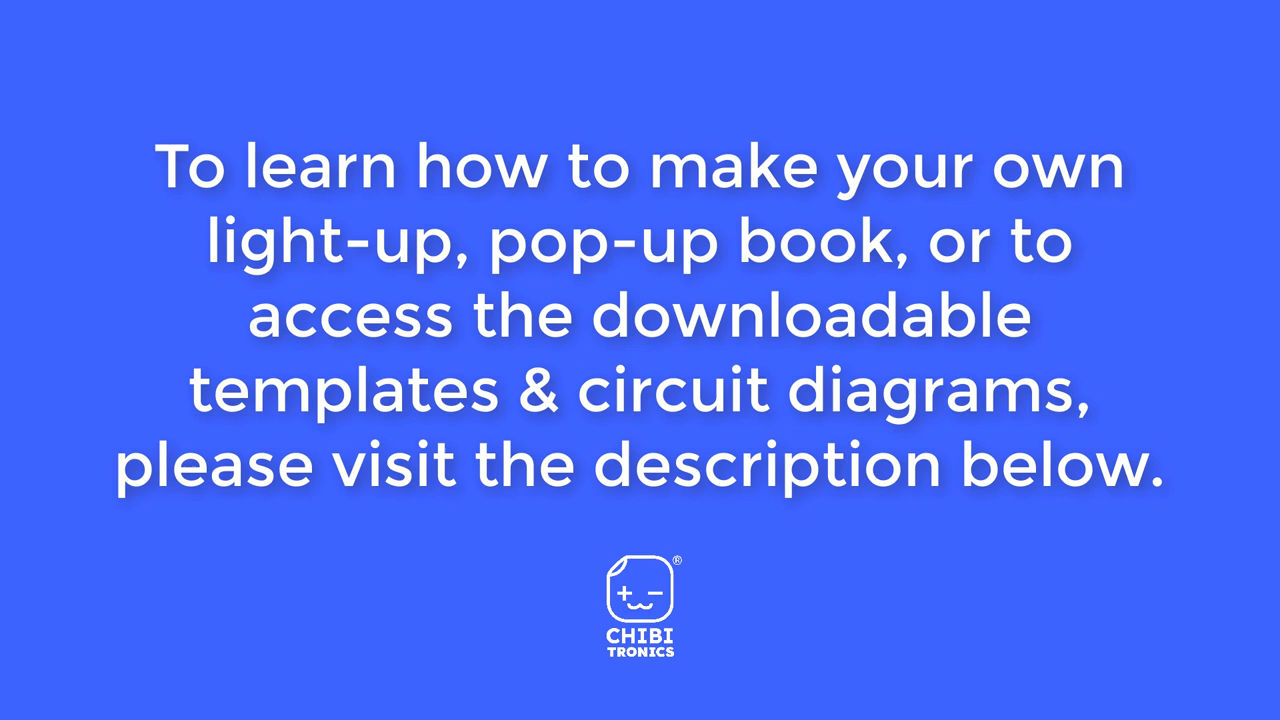 To learn how to make your own
light-up, pop-up book, or to
access the downloadable
templates & circuit diagrams,
please visit the description below.
®
CHIBI
TRONICS